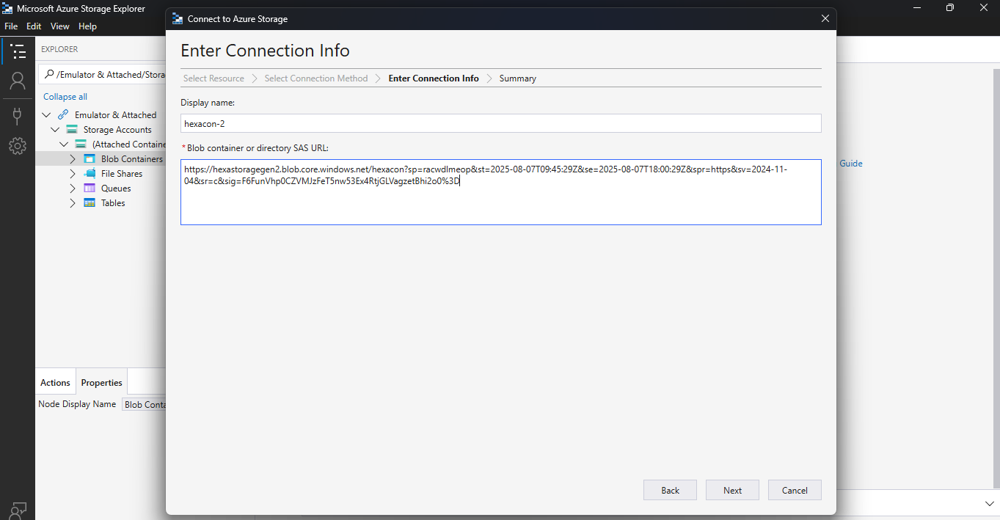 Microsoft Azure Storage Explorer
File Edit View Help
EXPLORER
/Emulator & Attached/Stora
Collapse all
Emulator & Attached
Storage Accounts
(Attached Containe
Blob Containers
File Shares
Queues
Tables
Actions Properties
Node Display Name Blob Conta
Connect to Azure Storage
Enter Connection Info
Select Resource Select Connection Method Enter Connection Info Summary
Display name:
hexacon-2
* Blob container or directory SAS URL:
https://hexastoragegen2.blob.core.windows.net/hexacon?sp=racwdlmeop&st=2025-08-07T09:45:29Z&se=2025-08-07T18:00:29Z&spr=https&sv=2024-11-
04&sr=c&sig=F6FunVhp0CZVMJzFeT5nw53Ex4RtjGLVagzetBhi2o0%3D
Back Next Cancel
Guide